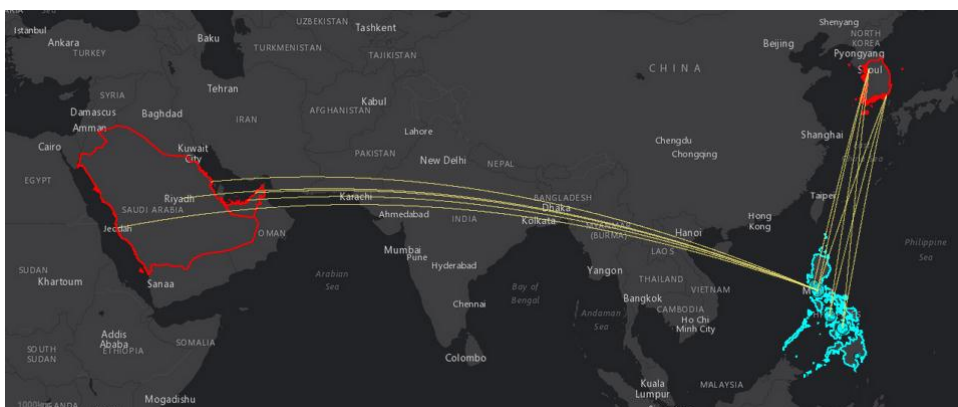 Istanbul
Ankara
TURKEY
Baku
UZBEKISTAN
Tashkent
TURKMENISTAN
TAJIKISTAN
Shenyang
NORTH
KOREA
Pyongyang
Seoul
Beijing
CHINA
Tehran
SYRIA
Damascus
Baghdad
Amman
IRAN
AFGHANISTAN
Kabul
Lahore
Cairo
Kuwait
City
PAKISTAN
New Delhi
NEPAL
Chengdu
Chongqing
Shanghai
EGYPT
Riyadh
SAUDI ARABIA
Karachi
BANGLADESH
Dhaka
Taipei
Jeddah
OMAN
Ahmedabad
INDIA
Kolkata
MYANMAR
(BURMA)
Hanoi
Hong
Kong
LAOS
Philippine
Sea
Mumbai
Pune
Hyderabad
SUDAN
Khartoum
Sanaa
Arabian
Sea
Yangon
THAILAND
VIETNAM
Bay of
Bengal
Chennai
Bangkok
CAMBODIA
Andaman
Sea
Ho Chi
Minh City
Addis
Ababa
ETHIOPIA
SOMALIA
SOUTH
SUDAN
Colombo
Kuala
Lumpur
MALAYSIA
Mogadishu